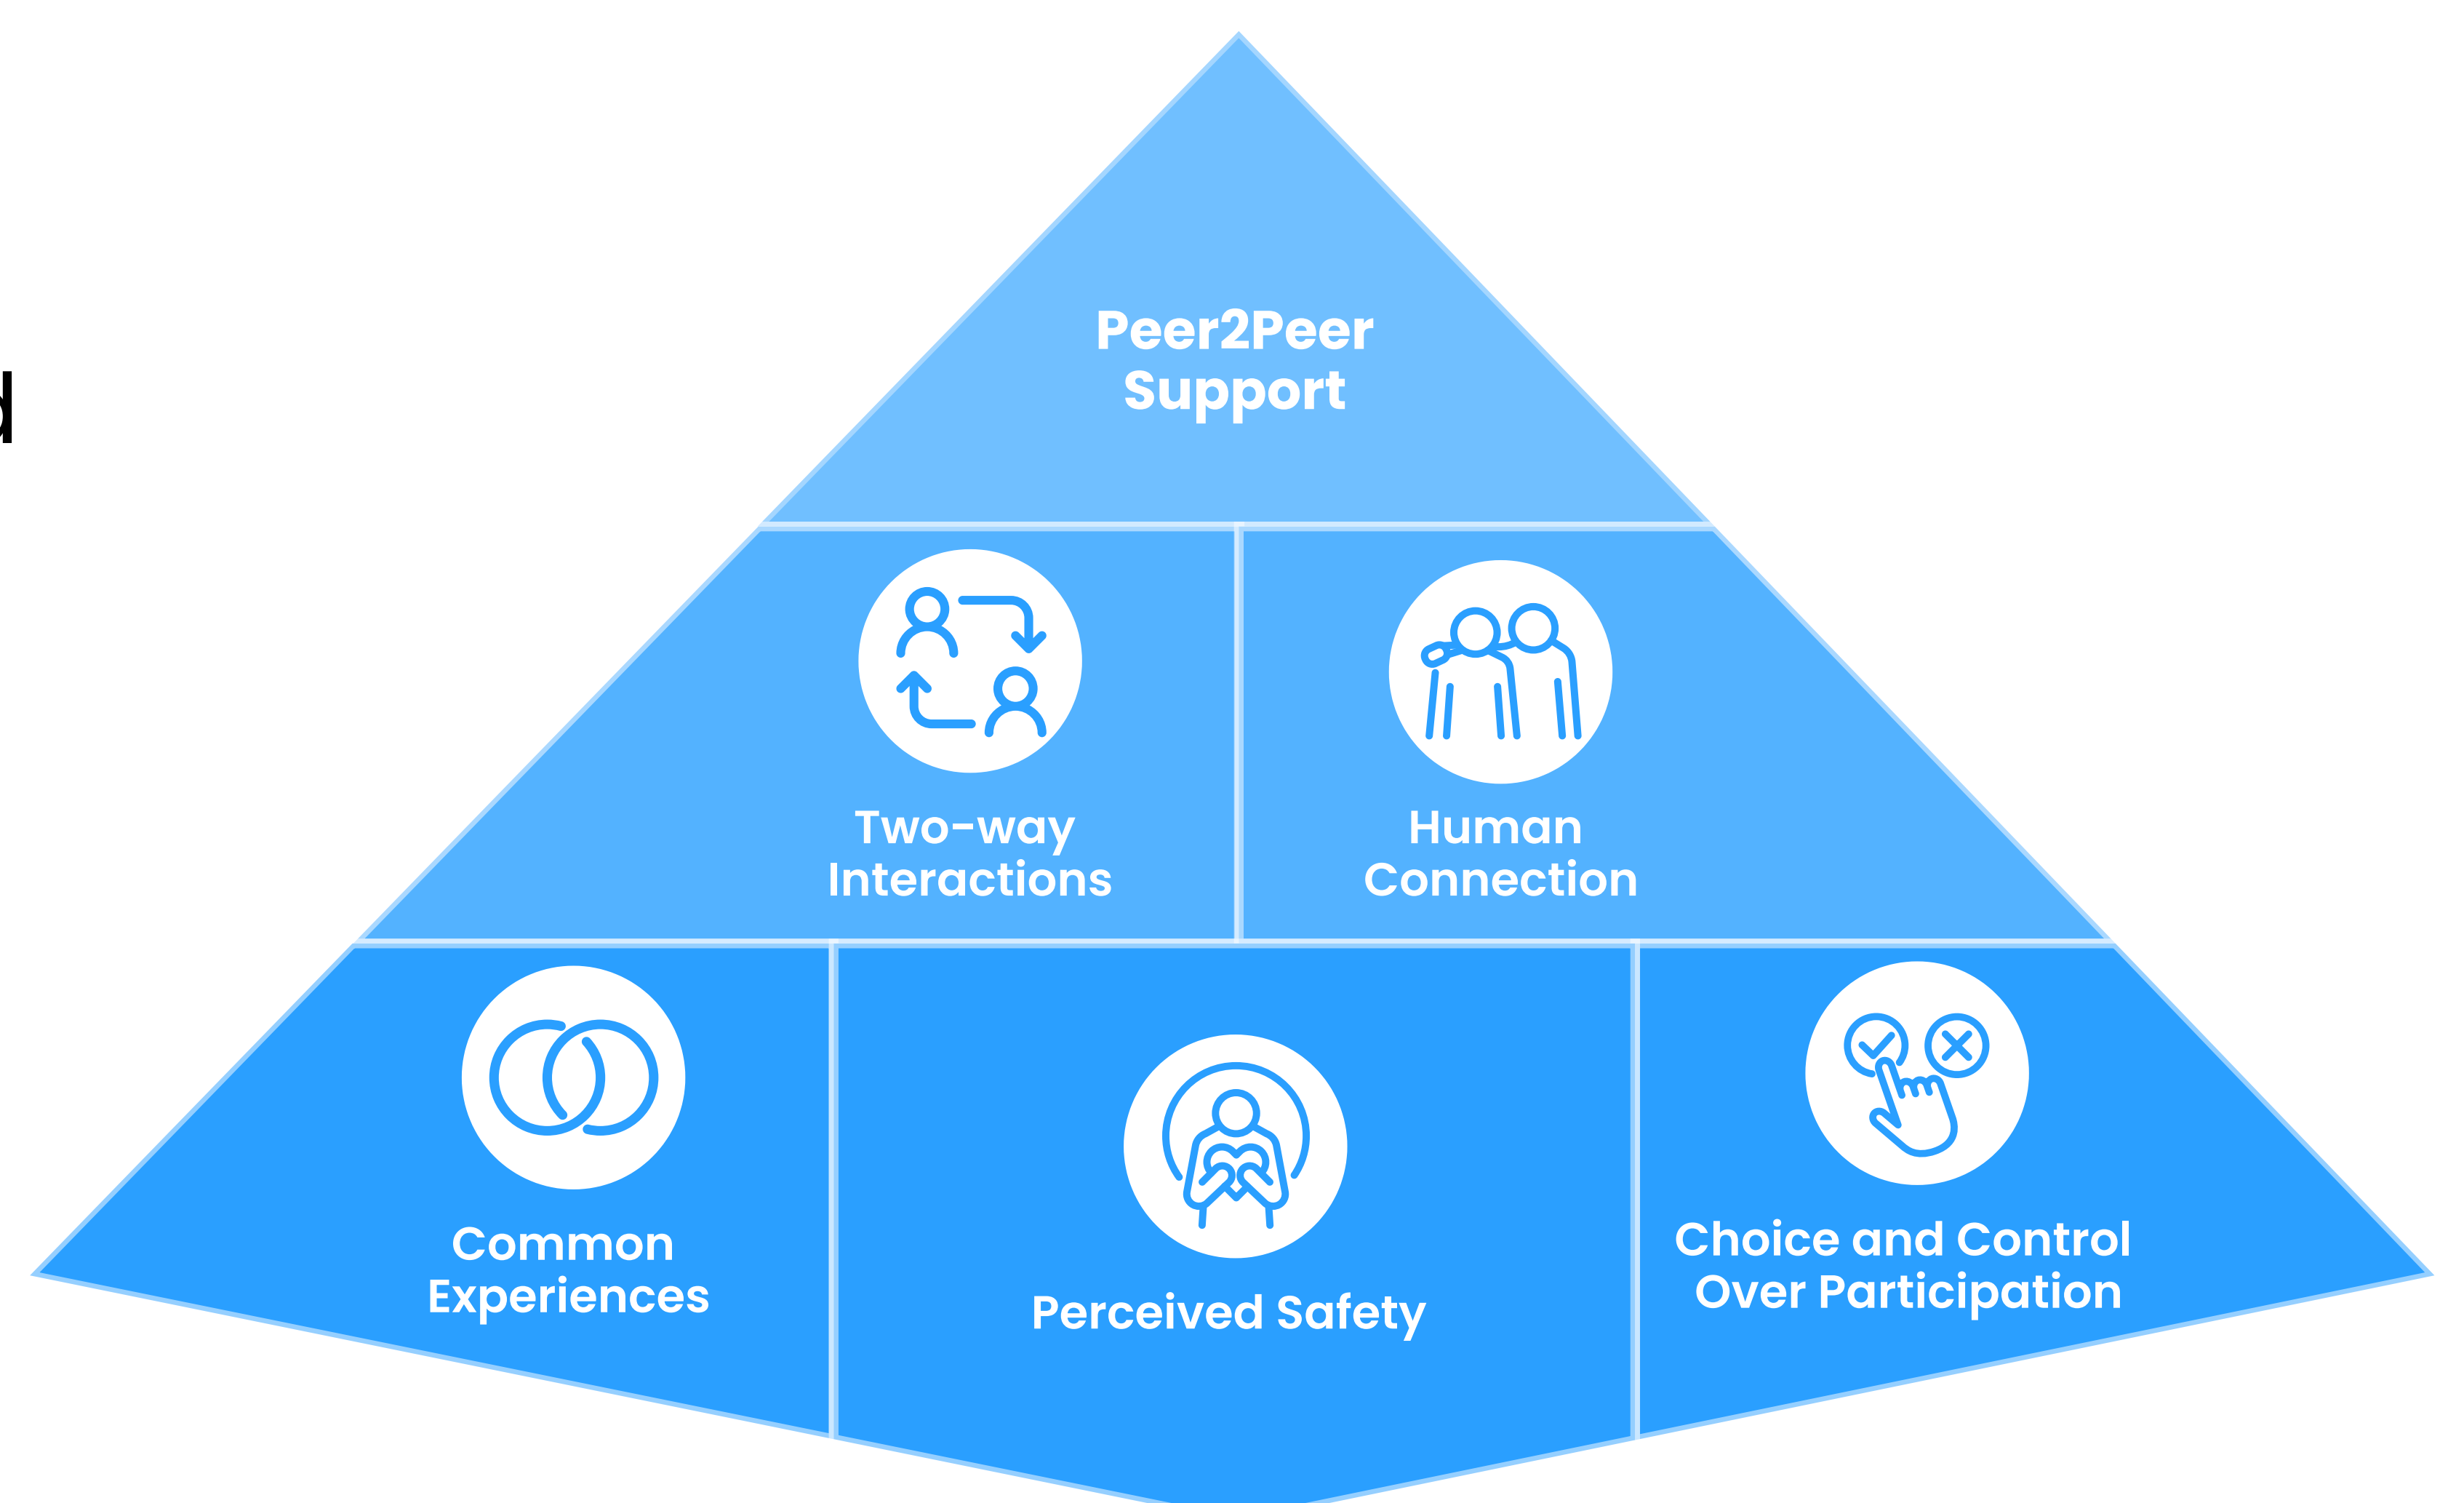 Peer2Peer
Support
Two-way
Interactions
Human
Connection
Common
Experiences
Perceived Safety
Choice and Control
Over Participation